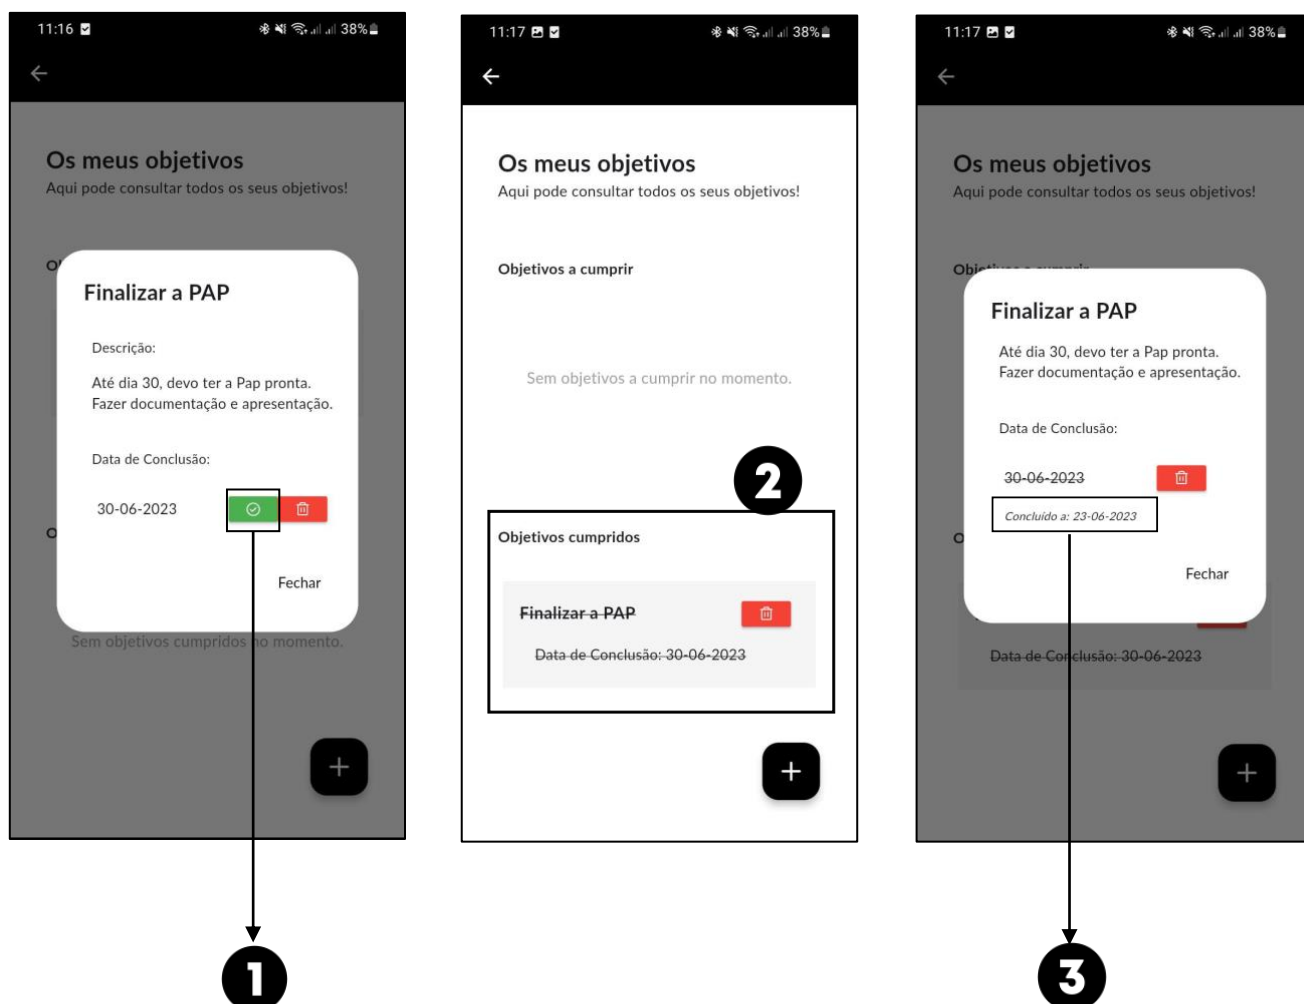 11:16
38%
Os meus objetivos
Aqui pode consultar todos os seus objetivos!
Finalizar a PAP
Descrição:
Até dia 30, devo ter a Pap pronta.
Fazer documentação e apresentação.
Data de Conclusão:
30-06-2023
Fechar
Sem objetivos cumpridos no momento.
1
11:17
38%
Os meus objetivos
Aqui pode consultar todos os seus objetivos!
Objetivos a cumprir
Sem objetivos a cumprir no momento.
2
Objetivos cumpridos
Finalizar a PAP
Data de Conclusão: 30-06-2023
11:17
38%
Os meus objetivos
Aqui pode consultar todos os seus objetivos!
Objetivos a cumprir
Finalizar a PAP
Até dia 30, devo ter a Pap pronta.
Fazer documentação e apresentação.
Data de Conclusão:
30-06-2023
Concluído a: 23-06-2023
Fechar
Data de Conclusão: 30-06-2023
3